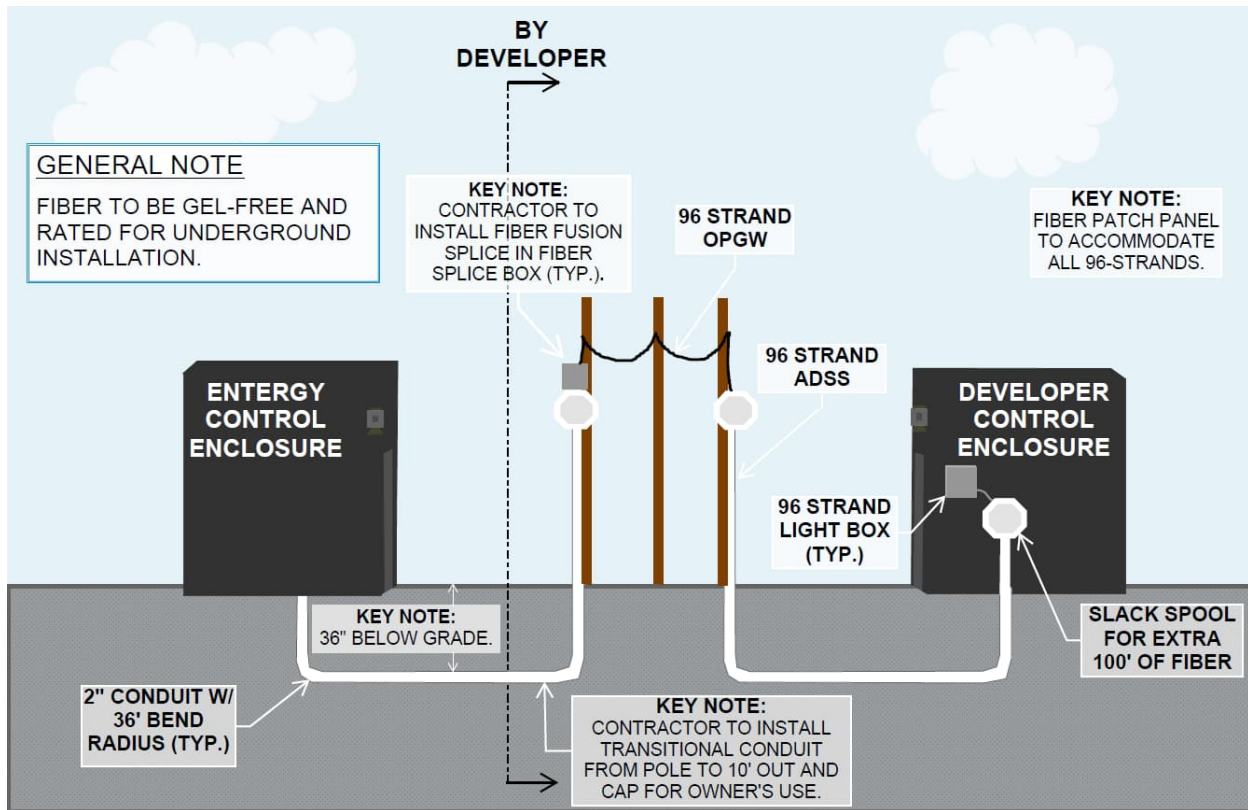 BY
DEVELOPER
GENERAL NOTE
FIBER TO BE GEL-FREE AND
RATED FOR UNDERGROUND
INSTALLATION.
KEY NOTE:
CONTRACTOR TO
INSTALL FIBER FUSION
SPLICE IN FIBER
SPLICE BOX (TYP.).
96 STRAND
OPGW
KEY NOTE:
FIBER PATCH PANEL
TO ACCOMMODATE
ALL 96-STRANDS.
ENTERGY
CONTROL
ENCLOSURE
96 STRAND
ADSS
DEVELOPER
CONTROL
ENCLOSURE
96 STRAND
LIGHT BOX
(TYP.)
KEY NOTE:
36" BELOW GRADE.
SLACK SPOOL
FOR EXTRA
100' OF FIBER
2" CONDUIT W/
36' BEND
RADIUS (TYP.)
KEY NOTE:
CONTRACTOR TO INSTALL
TRANSITIONAL CONDUIT
FROM POLE TO 10' OUT AND
CAP FOR OWNER'S USE.